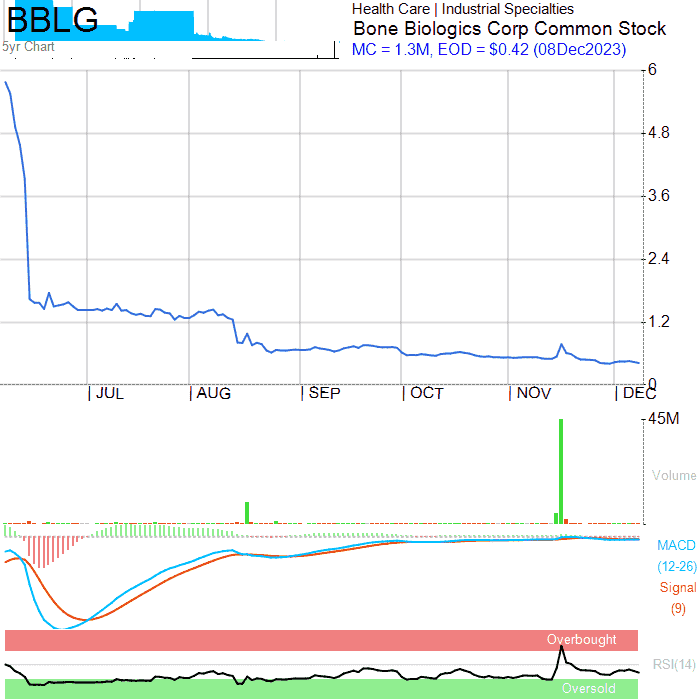 BBLG
5yr Chart
Health Care | Industrial Specialties
Bone Biologics Corp Common Stock
MC = 1.3M, EOD = $0.42 (08Dec2023)
6
4.8
3.6
2.4
1.2
0
JUL
AUG
SEP
OCT
NOV
DEC
45M
Volume
MACD
(12-26)
Signal
(9)
Overbought
RSI(14)
Oversold